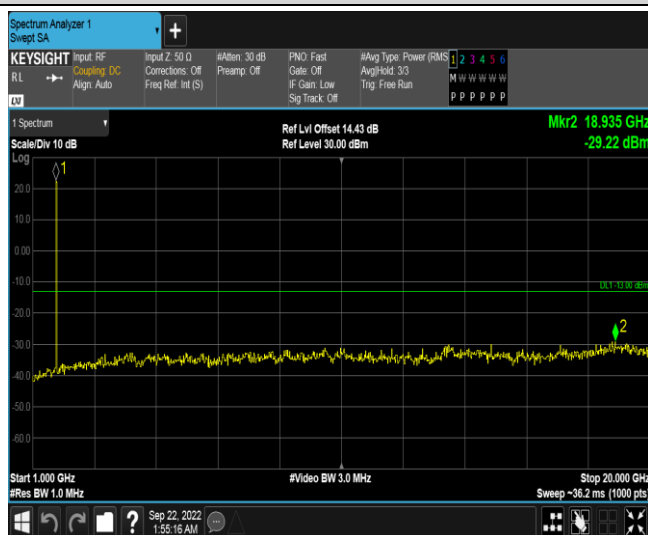 Spectrum Analyzer 1
Swept SA
+
KEYSIGHT
RL
LXI
Input: RF
Coupling: DC
Align: Auto
Input Z: 50 Ω
Corrections: Off
Freq Ref: Int (S)
#Atten: 30 dB
Preamp: Off
PNO: Fast
Gate: Off
IF Gain: Low
Sig Track: Off
#Avg Type: Power (RMS
Avg|Hold: 3/3
Trig: Free Run
1 2 3 4 5 6
M W W W W W
P P P P P P
1 Spectrum
Scale/Div 10 dB
Log
Ref Lvl Offset 14.43 dB
Ref Level 30.00 dBm
Mkr2 18.935 GHz
-29.22 dBm
1
20.0
10.0
0.00
-10.0
DL1 -13.00 dBm
2
-20.0
-30.0
-40.0
-50.0
-60.0
Start 1.000 GHz
#Res BW 1.0 MHz
#Video BW 3.0 MHz
Stop 20.000 GHz
Sweep ~36.2 ms (1000 pts)
?
Sep 22, 2022
1:55:16 AM